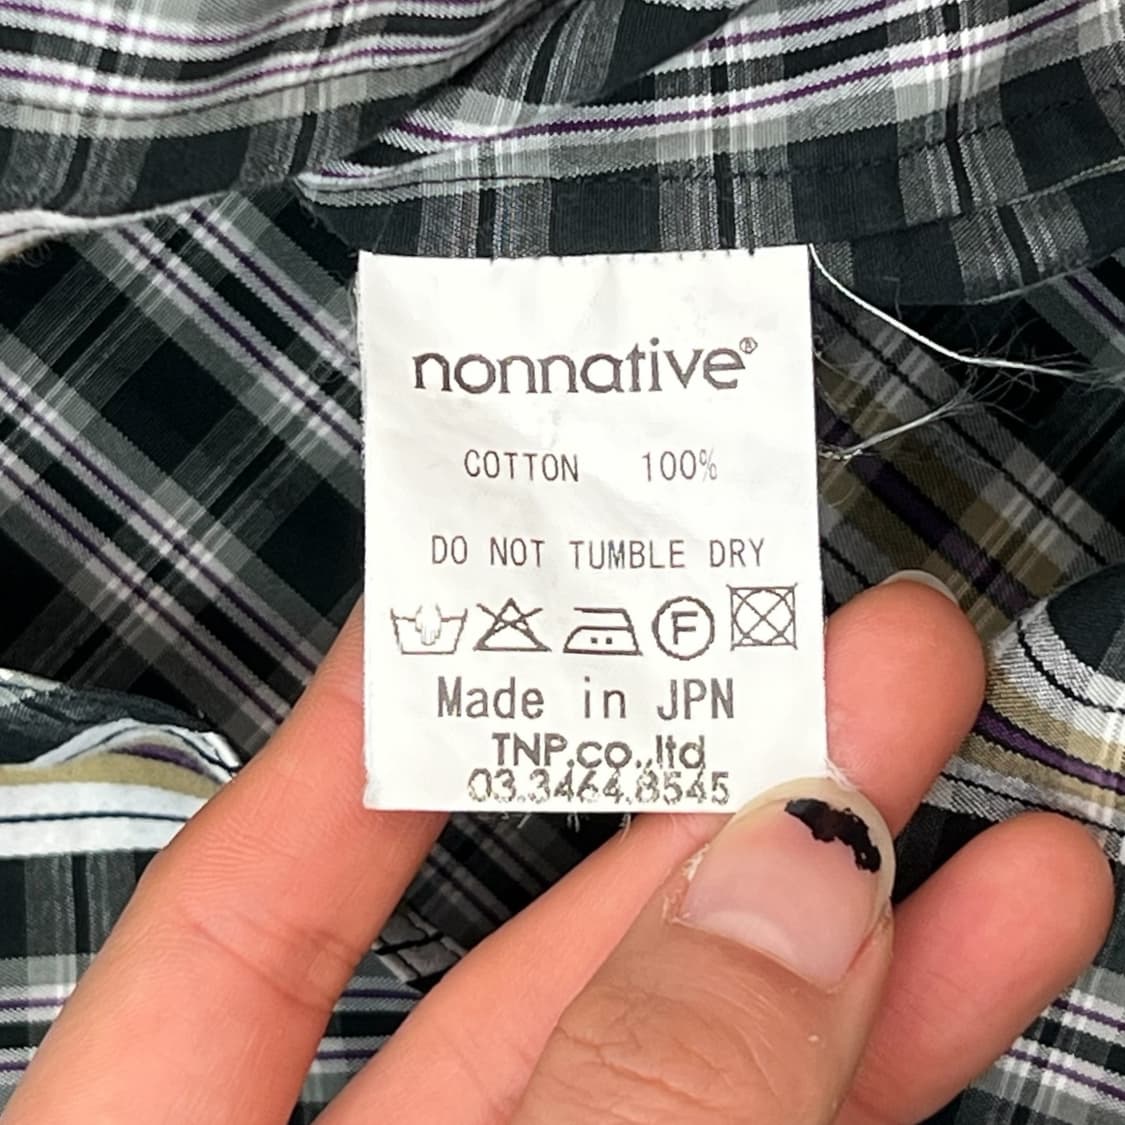 nonnative®
COTTON 100%
DO NOT TUMBLE DRY
F
Made in JPN
TNP.co.,ltd
03.3464.8545